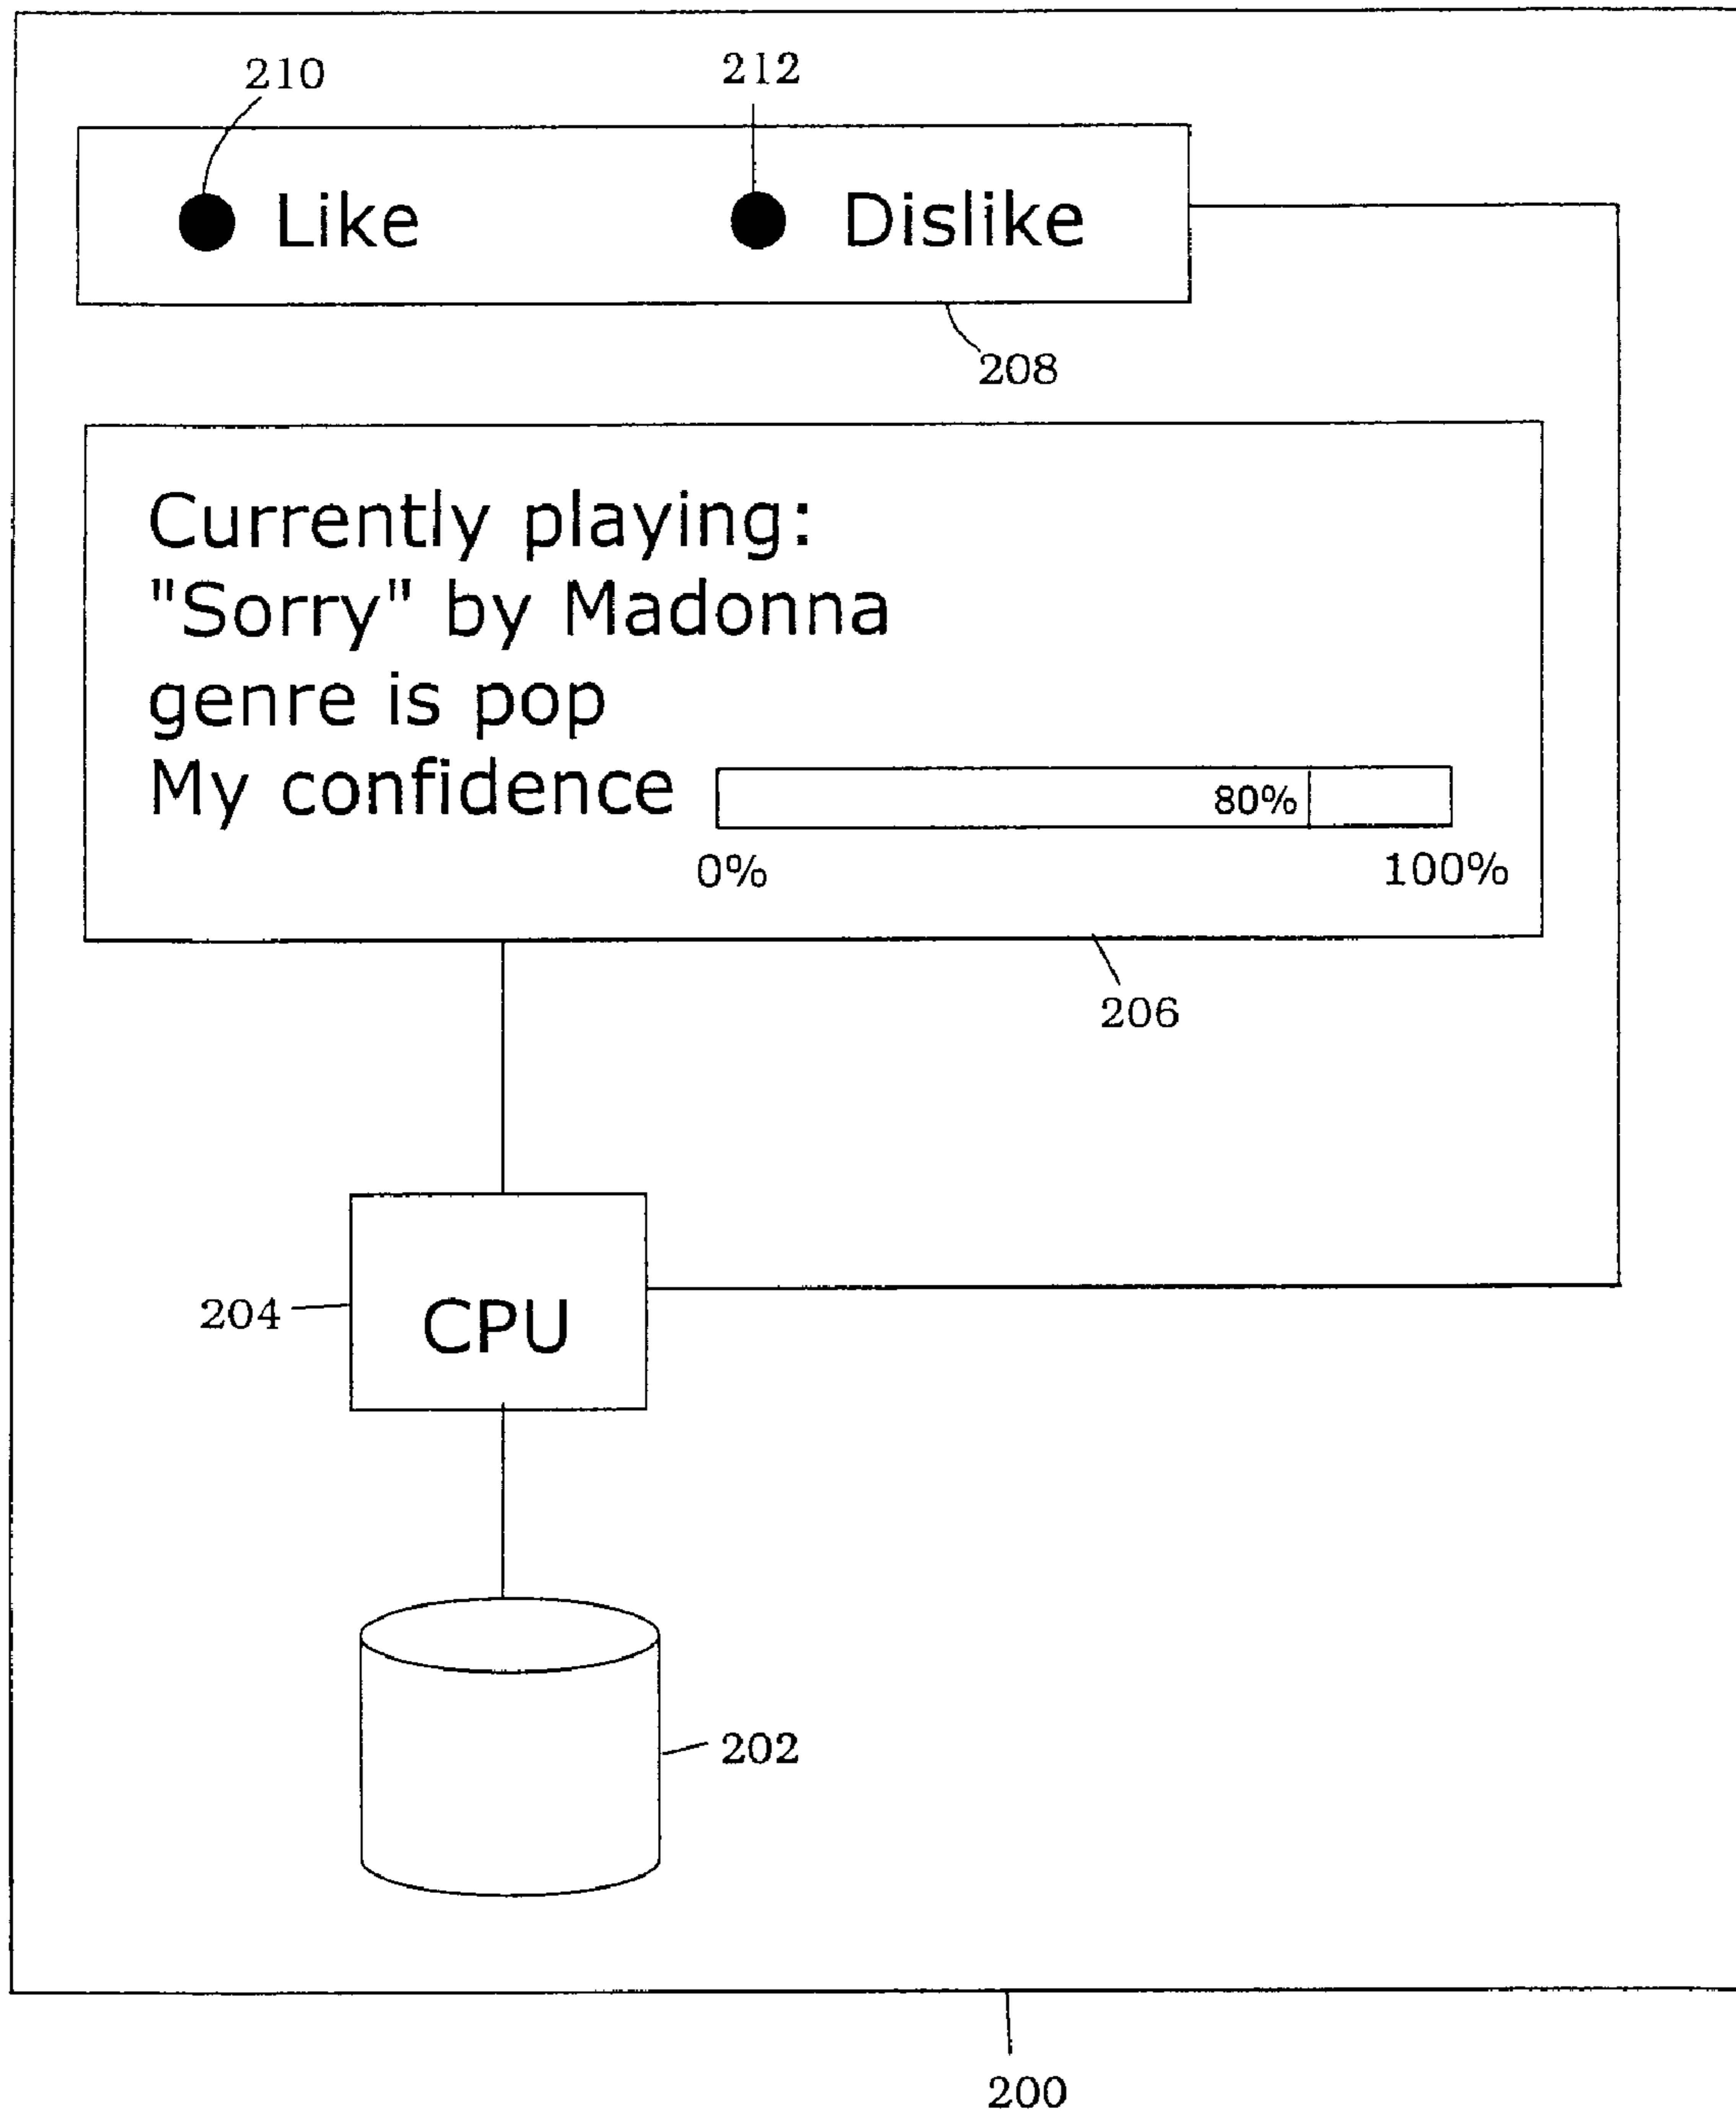 210
212
Like
Dislike
208
Currently playing:
"Sorry" by Madonna
genre is pop
My confidence
80%
0%
100%
206
204
CPU
202
200